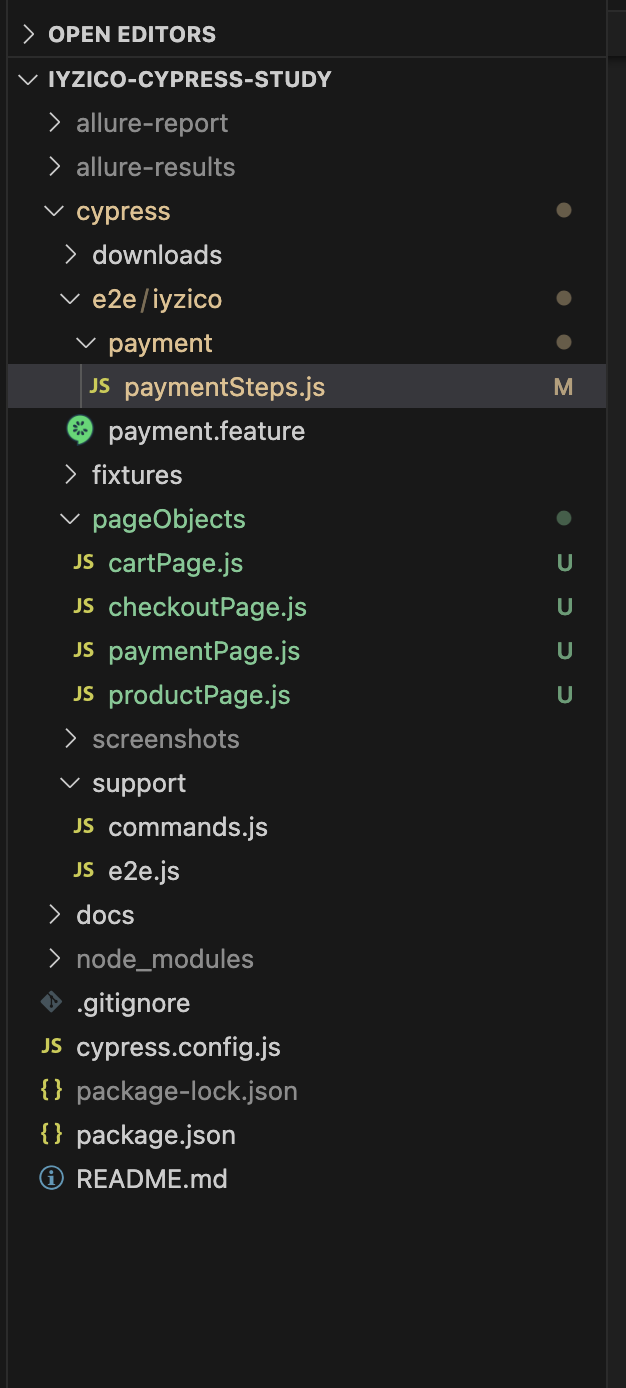 OPEN EDITORS
IYZICO-CYPRESS-STUDY
allure-report
allure-results
cypress
downloads
e2e/iyzico
payment
JS paymentSteps.js M
payment.feature
fixtures
pageObjects
JS cartPage.js U
JS checkoutPage.js U
JS paymentPage.js U
JS productPage.js U
screenshots
support
JS commands.js
JS e2e.js
docs
node_modules
.gitignore
JS cypress.config.js
{} package-lock.json
{} package.json
README.md